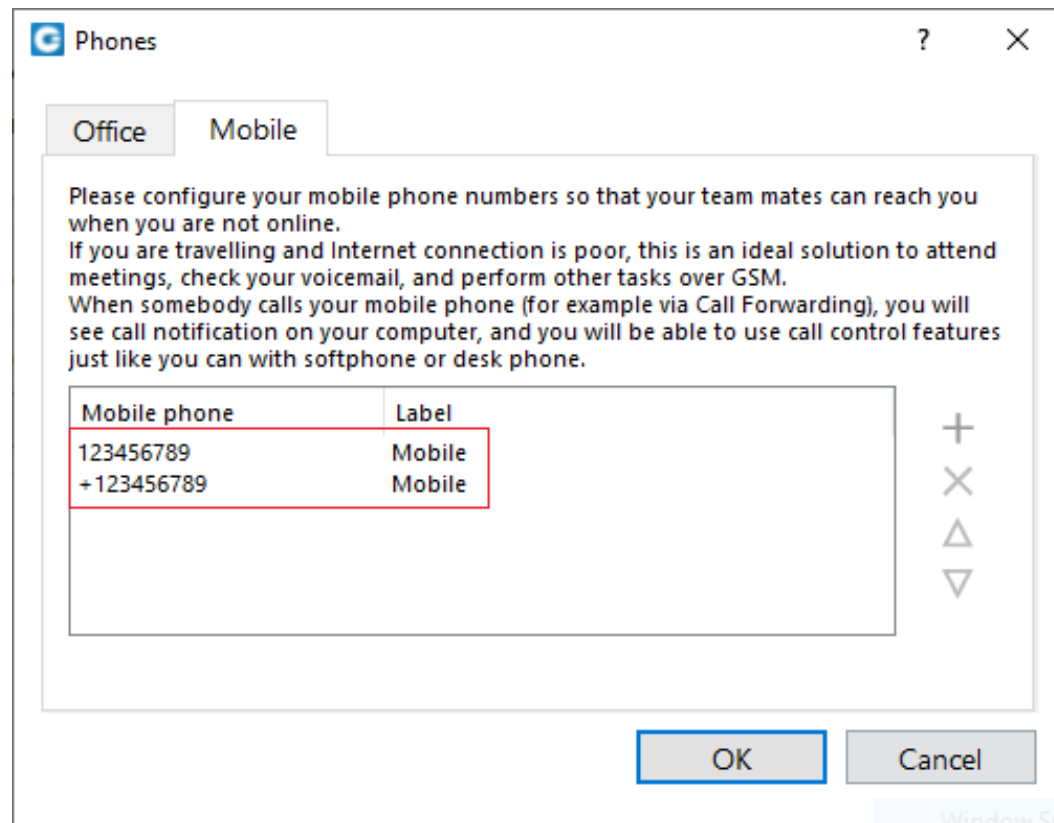 Phones
Office Mobile
Please configure your mobile phone numbers so that your team mates can reach you
when you are not online.
If you are travelling and Internet connection is poor, this is an ideal solution to attend
meetings, check your voicemail, and perform other tasks over GSM.
When somebody calls your mobile phone (for example via Call Forwarding), you will
see call notification on your computer, and you will be able to use call control features
just like you can with softphone or desk phone.
Mobile phone Label
123456789 Mobile
+123456789 Mobile
OK Cancel
Window